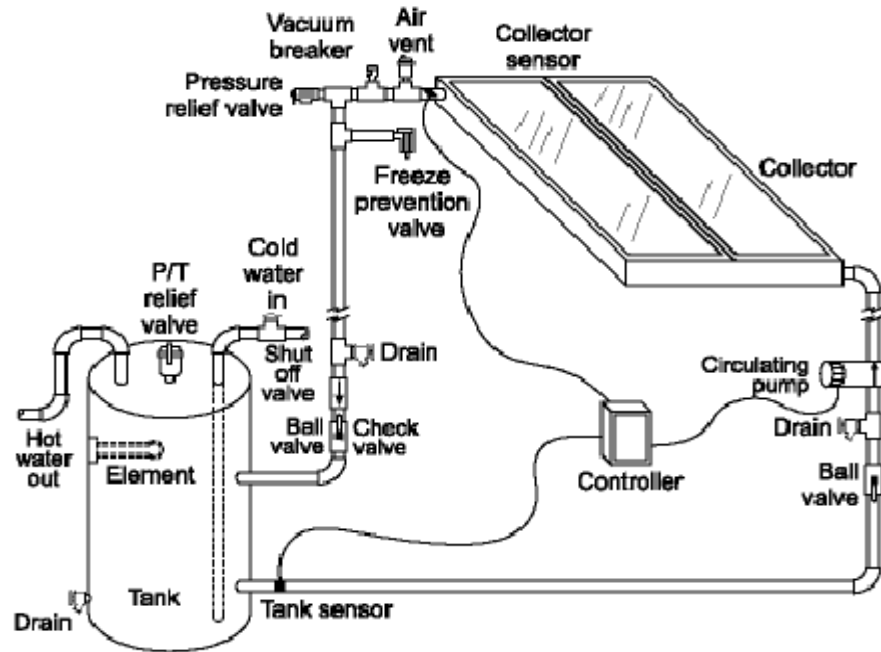 Vacuum
breaker
Air
vent
Collector
sensor
Pressure
relief valve
Collector
Freeze
prevention
valve
Cold
water
in
P/T
relief
valve
Shut
off
valve
Drain
Circulating
pump
Hot
water
out
Element
Ball
valve
Check
valve
Controller
Drain
Ball
valve
Tank
Drain
Tank sensor